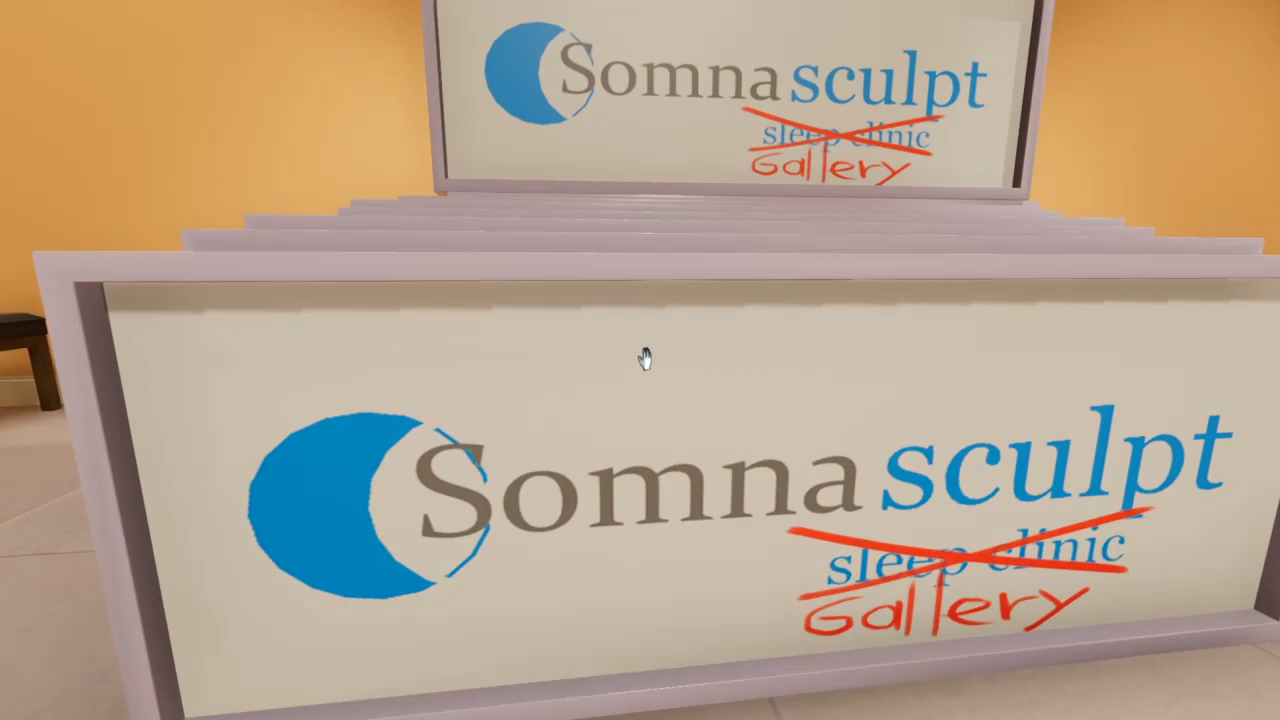 Somnasculpt
sleep clinic
Gallery
Somnasculpt
sleep clinic
Gallery